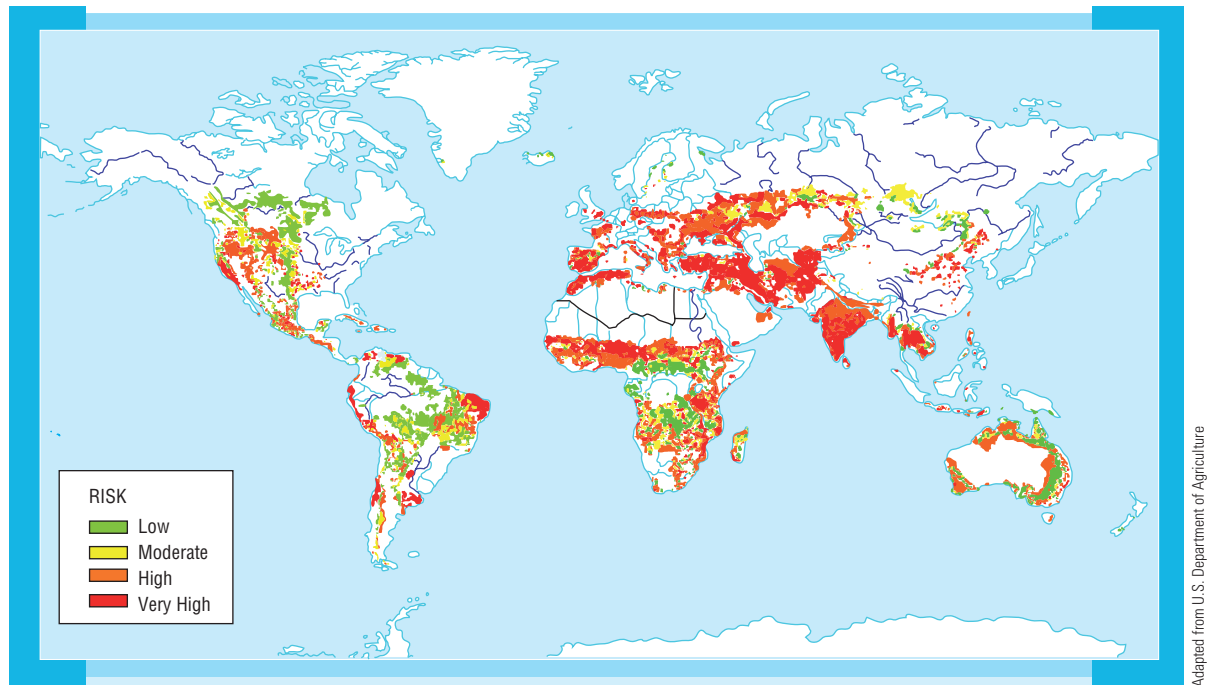 RISK
Low
Moderate
High
Very High
Adapted from U.S. Department of Agriculture